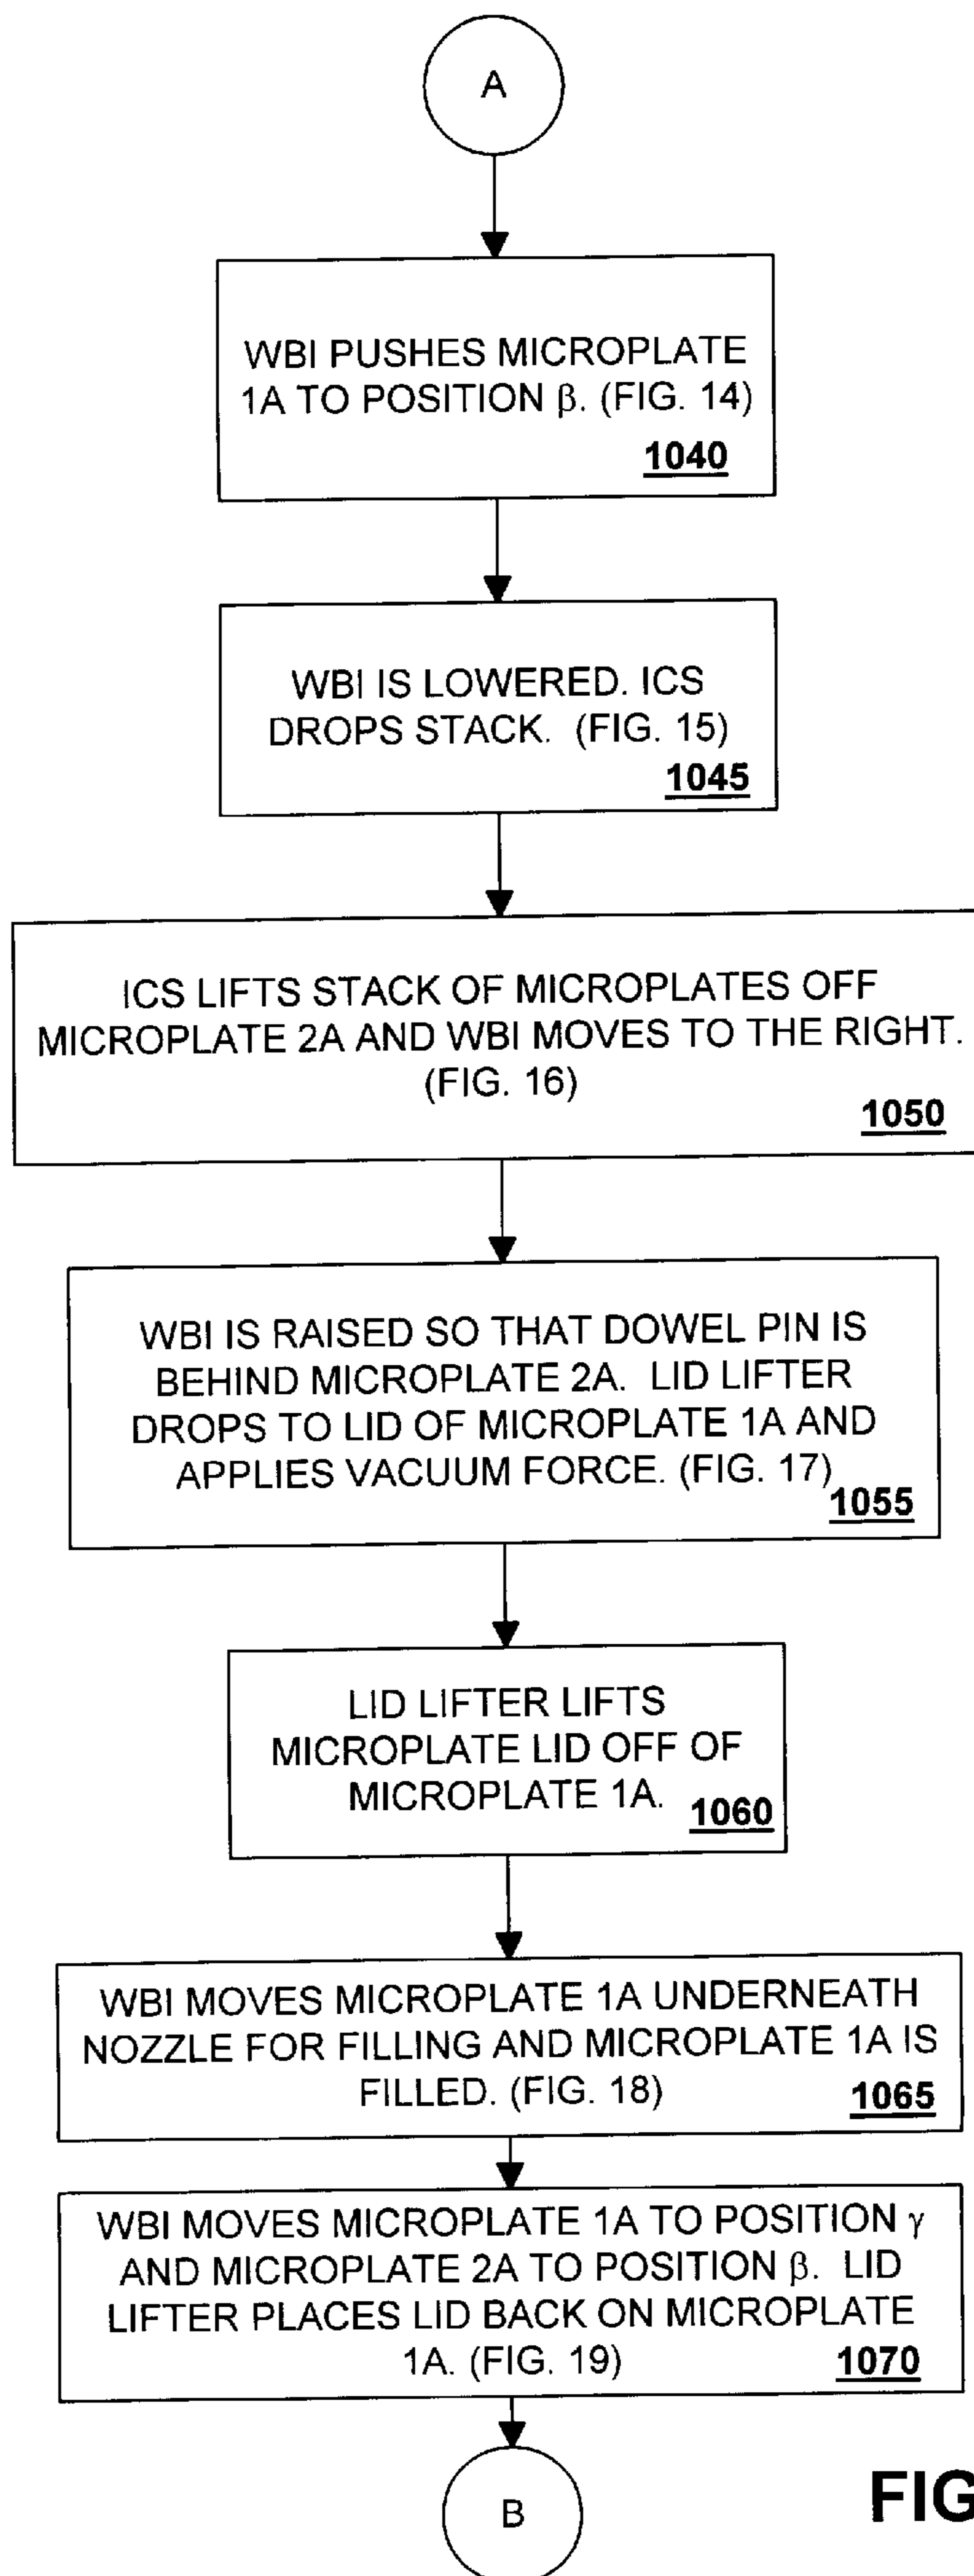 A
WBI PUSHES MICROPLATE
1A TO POSITION β. (FIG. 14)
1040
WBI IS LOWERED. ICS
DROPS STACK. (FIG. 15)
1045
ICS LIFTS STACK OF MICROPLATES OFF
MICROPLATE 2A AND WBI MOVES TO THE RIGHT.
(FIG. 16)
1050
WBI IS RAISED SO THAT DOWEL PIN IS
BEHIND MICROPLATE 2A. LID LIFTER
DROPS TO LID OF MICROPLATE 1A AND
APPLIES VACUUM FORCE. (FIG. 17)
1055
LID LIFTER LIFTS
MICROPLATE LID OFF OF
MICROPLATE 1A.
1060
WBI MOVES MICROPLATE 1A UNDERNEATH
NOZZLE FOR FILLING AND MICROPLATE 1A IS
FILLED. (FIG. 18)
1065
WBI MOVES MICROPLATE 1A TO POSITION γ
AND MICROPLATE 2A TO POSITION β. LID
LIFTER PLACES LID BACK ON MICROPLATE
1A. (FIG. 19)
1070
B
FIG